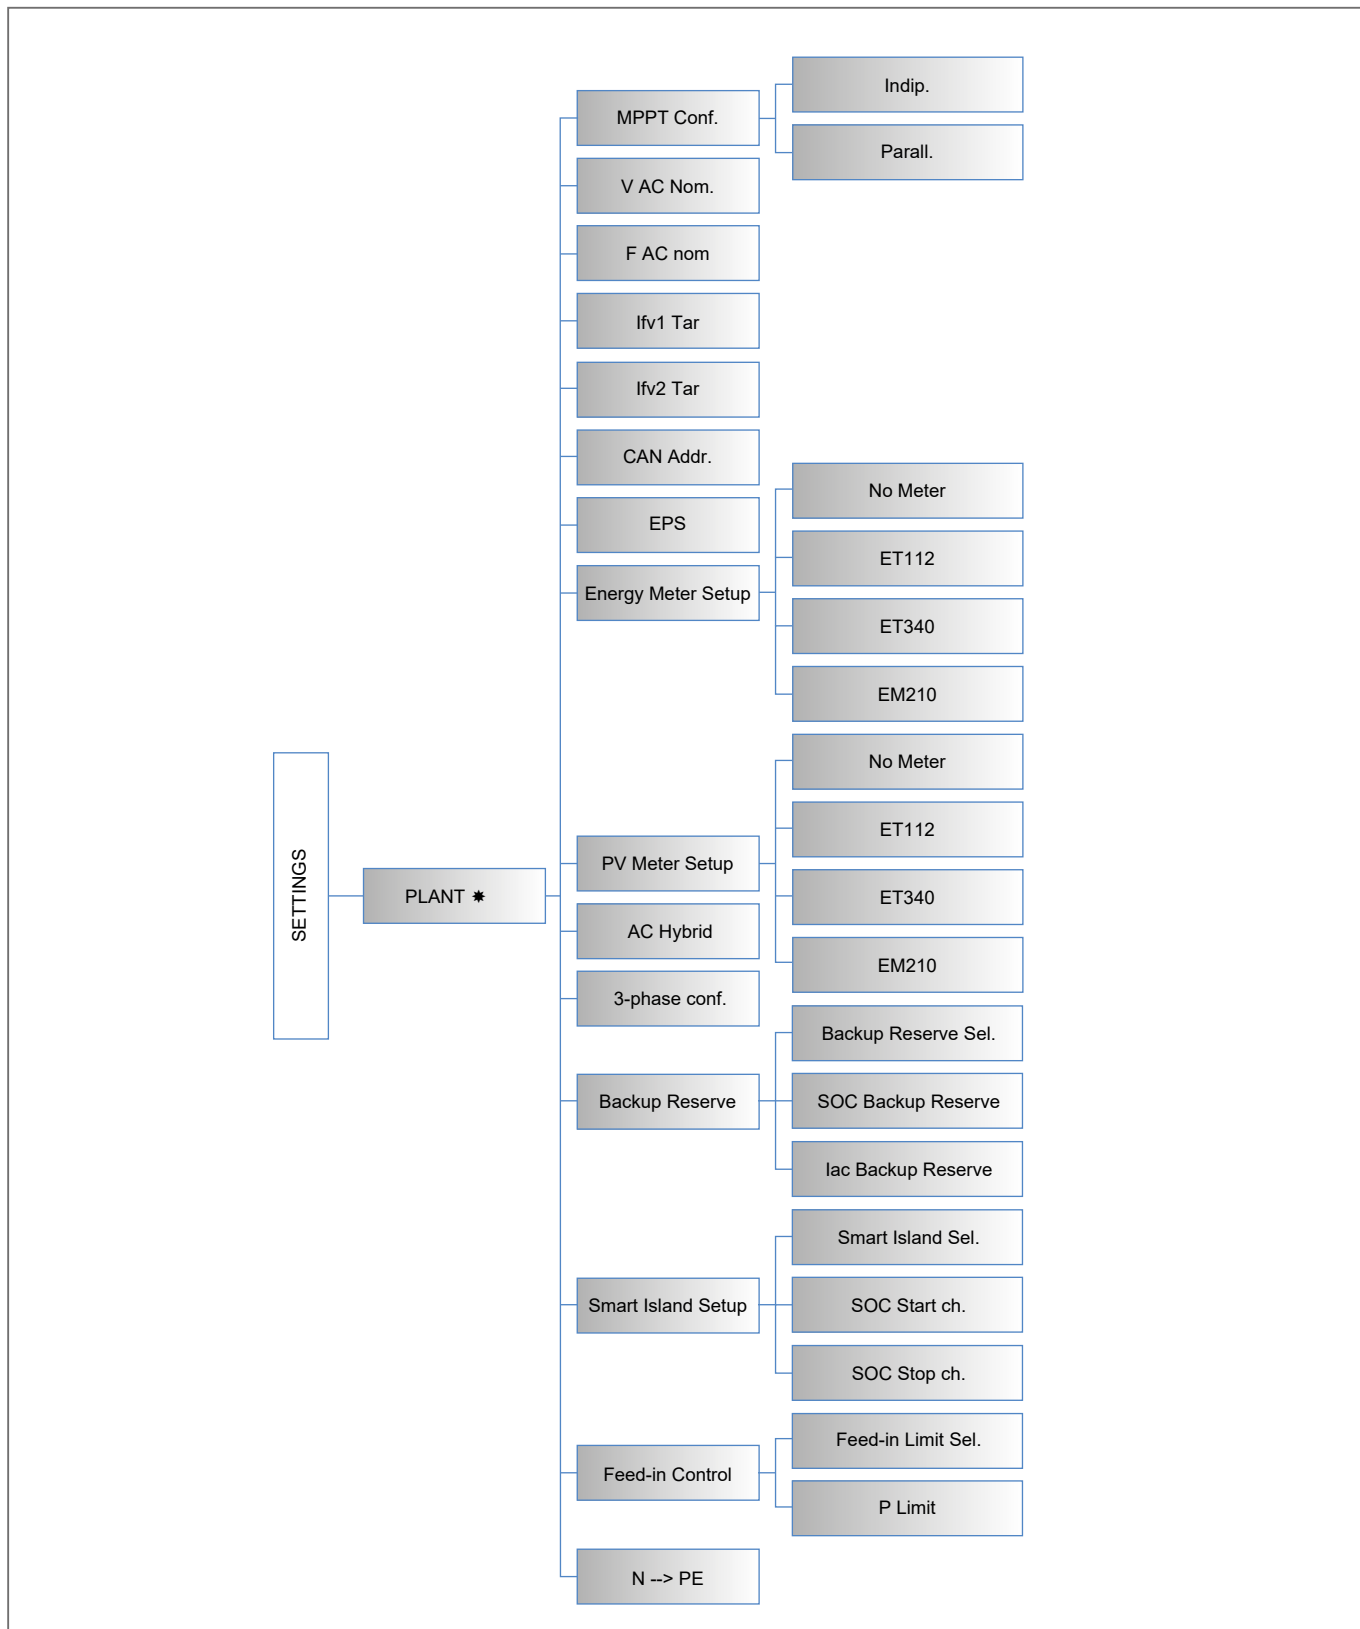 SETTINGS
PLANT ✸
MPPT Conf.
Indip.
Parall.
V AC Nom.
F AC nom
Ifv1 Tar
Ifv2 Tar
CAN Addr.
EPS
Energy Meter Setup
No Meter
ET112
ET340
EM210
PV Meter Setup
No Meter
ET112
ET340
EM210
AC Hybrid
3-phase conf.
Backup Reserve
Backup Reserve Sel.
SOC Backup Reserve
Iac Backup Reserve
Smart Island Setup
Smart Island Sel.
SOC Start ch.
SOC Stop ch.
Feed-in Control
Feed-in Limit Sel.
P Limit
N --> PE